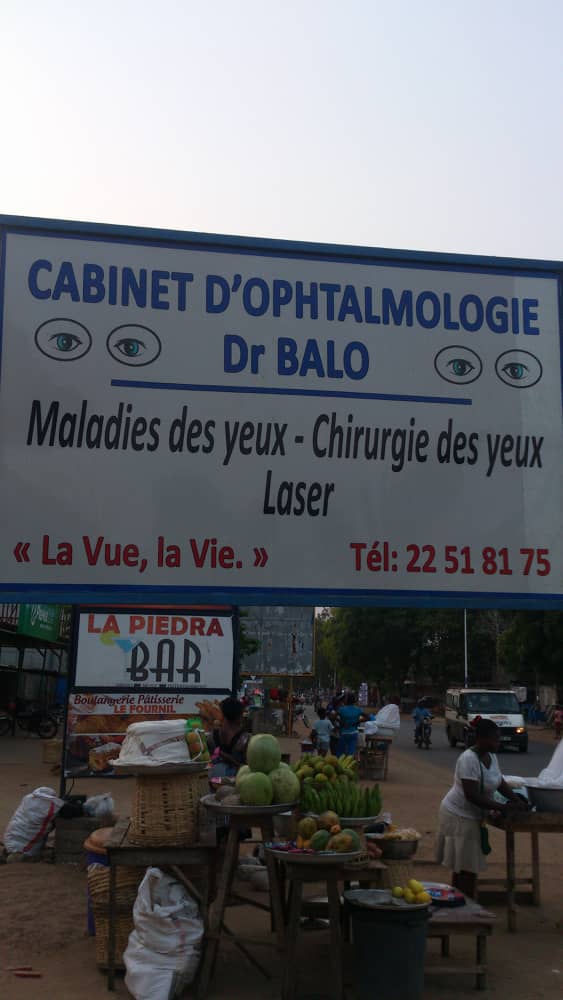 CABINET D'OPHTALMOLOGIE
Dr BALO
Maladies des yeux - Chirurgie des yeux
Laser
« La Vue, la Vie. »
Tél: 22 51 81 75
LA PIEDRA
BAR
Boulangerie Pâtisserie
LE FOURNIL